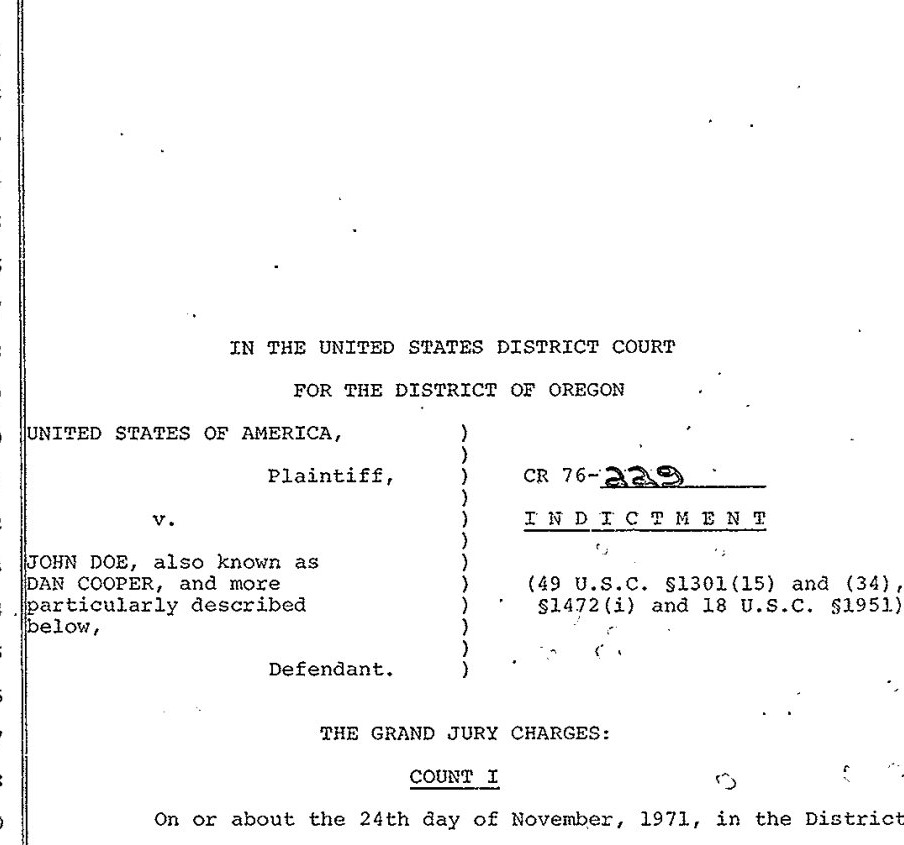 IN THE UNITED STATES DISTRICT COURT
FOR THE DISTRICT OF OREGON
UNITED STATES OF AMERICA, )
)
Plaintiff, ) CR 76-229
)
v. ) I N D I C T M E N T
)
JOHN DOE, also known as )
DAN COOPER, and more ) (49 U.S.C. §1301(15) and (34),
particularly described ) §1472(i) and 18 U.S.C. §1951)
below, )
)
Defendant. )
THE GRAND JURY CHARGES:
COUNT I
On or about the 24th day of November, 1971, in the District